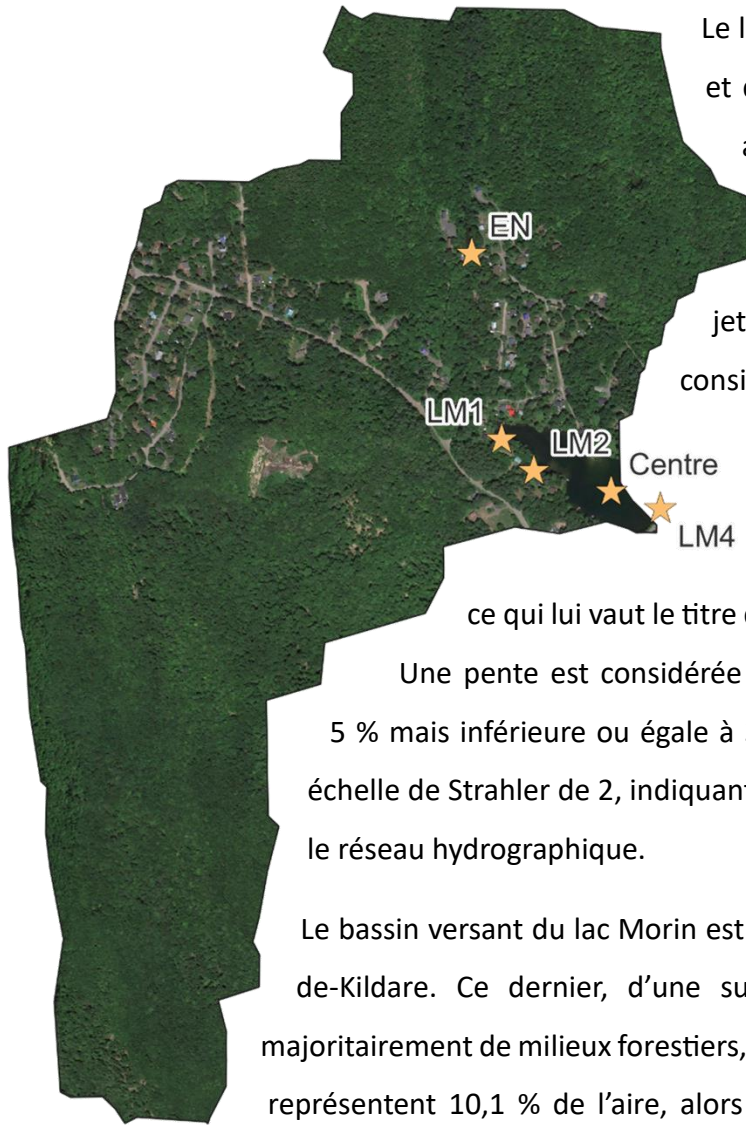 Le l
et
a
EN
jet
consi
LM1
LM2
Centre
LM4
ce qui lui vaut le titre
Une pente est considérée
5 % mais inférieure ou égale à
échelle de Strahler de 2, indiquant
le réseau hydrographique.
Le bassin versant du lac Morin est
de-Kildare. Ce dernier, d’une su
majoritairement de milieux forestiers,
représentent 10,1 % de l’aire, alors